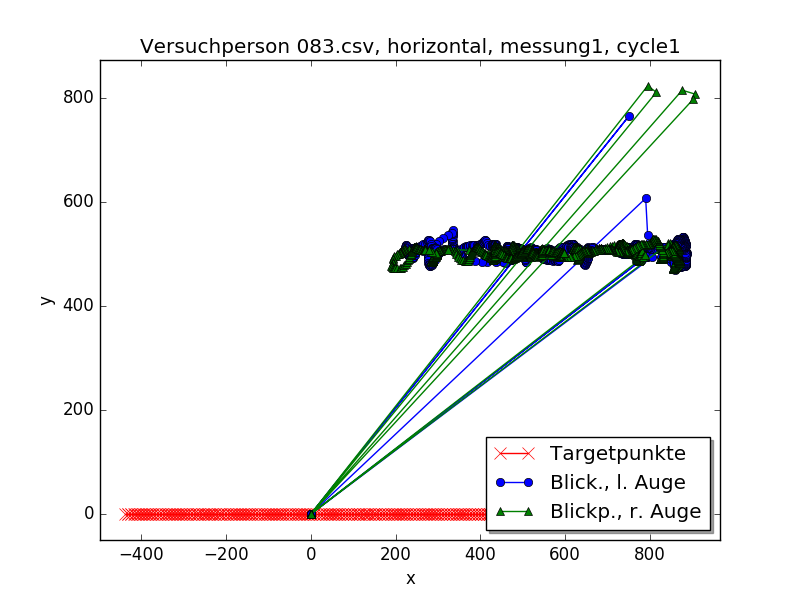 Versuchperson 083.csv, horizontal, messung1, cycle1
800
600
400
200
0
y
−400
−200
0
200
400
600
800
x
Targetpunkte
Blick., l. Auge
Blickp., r. Auge